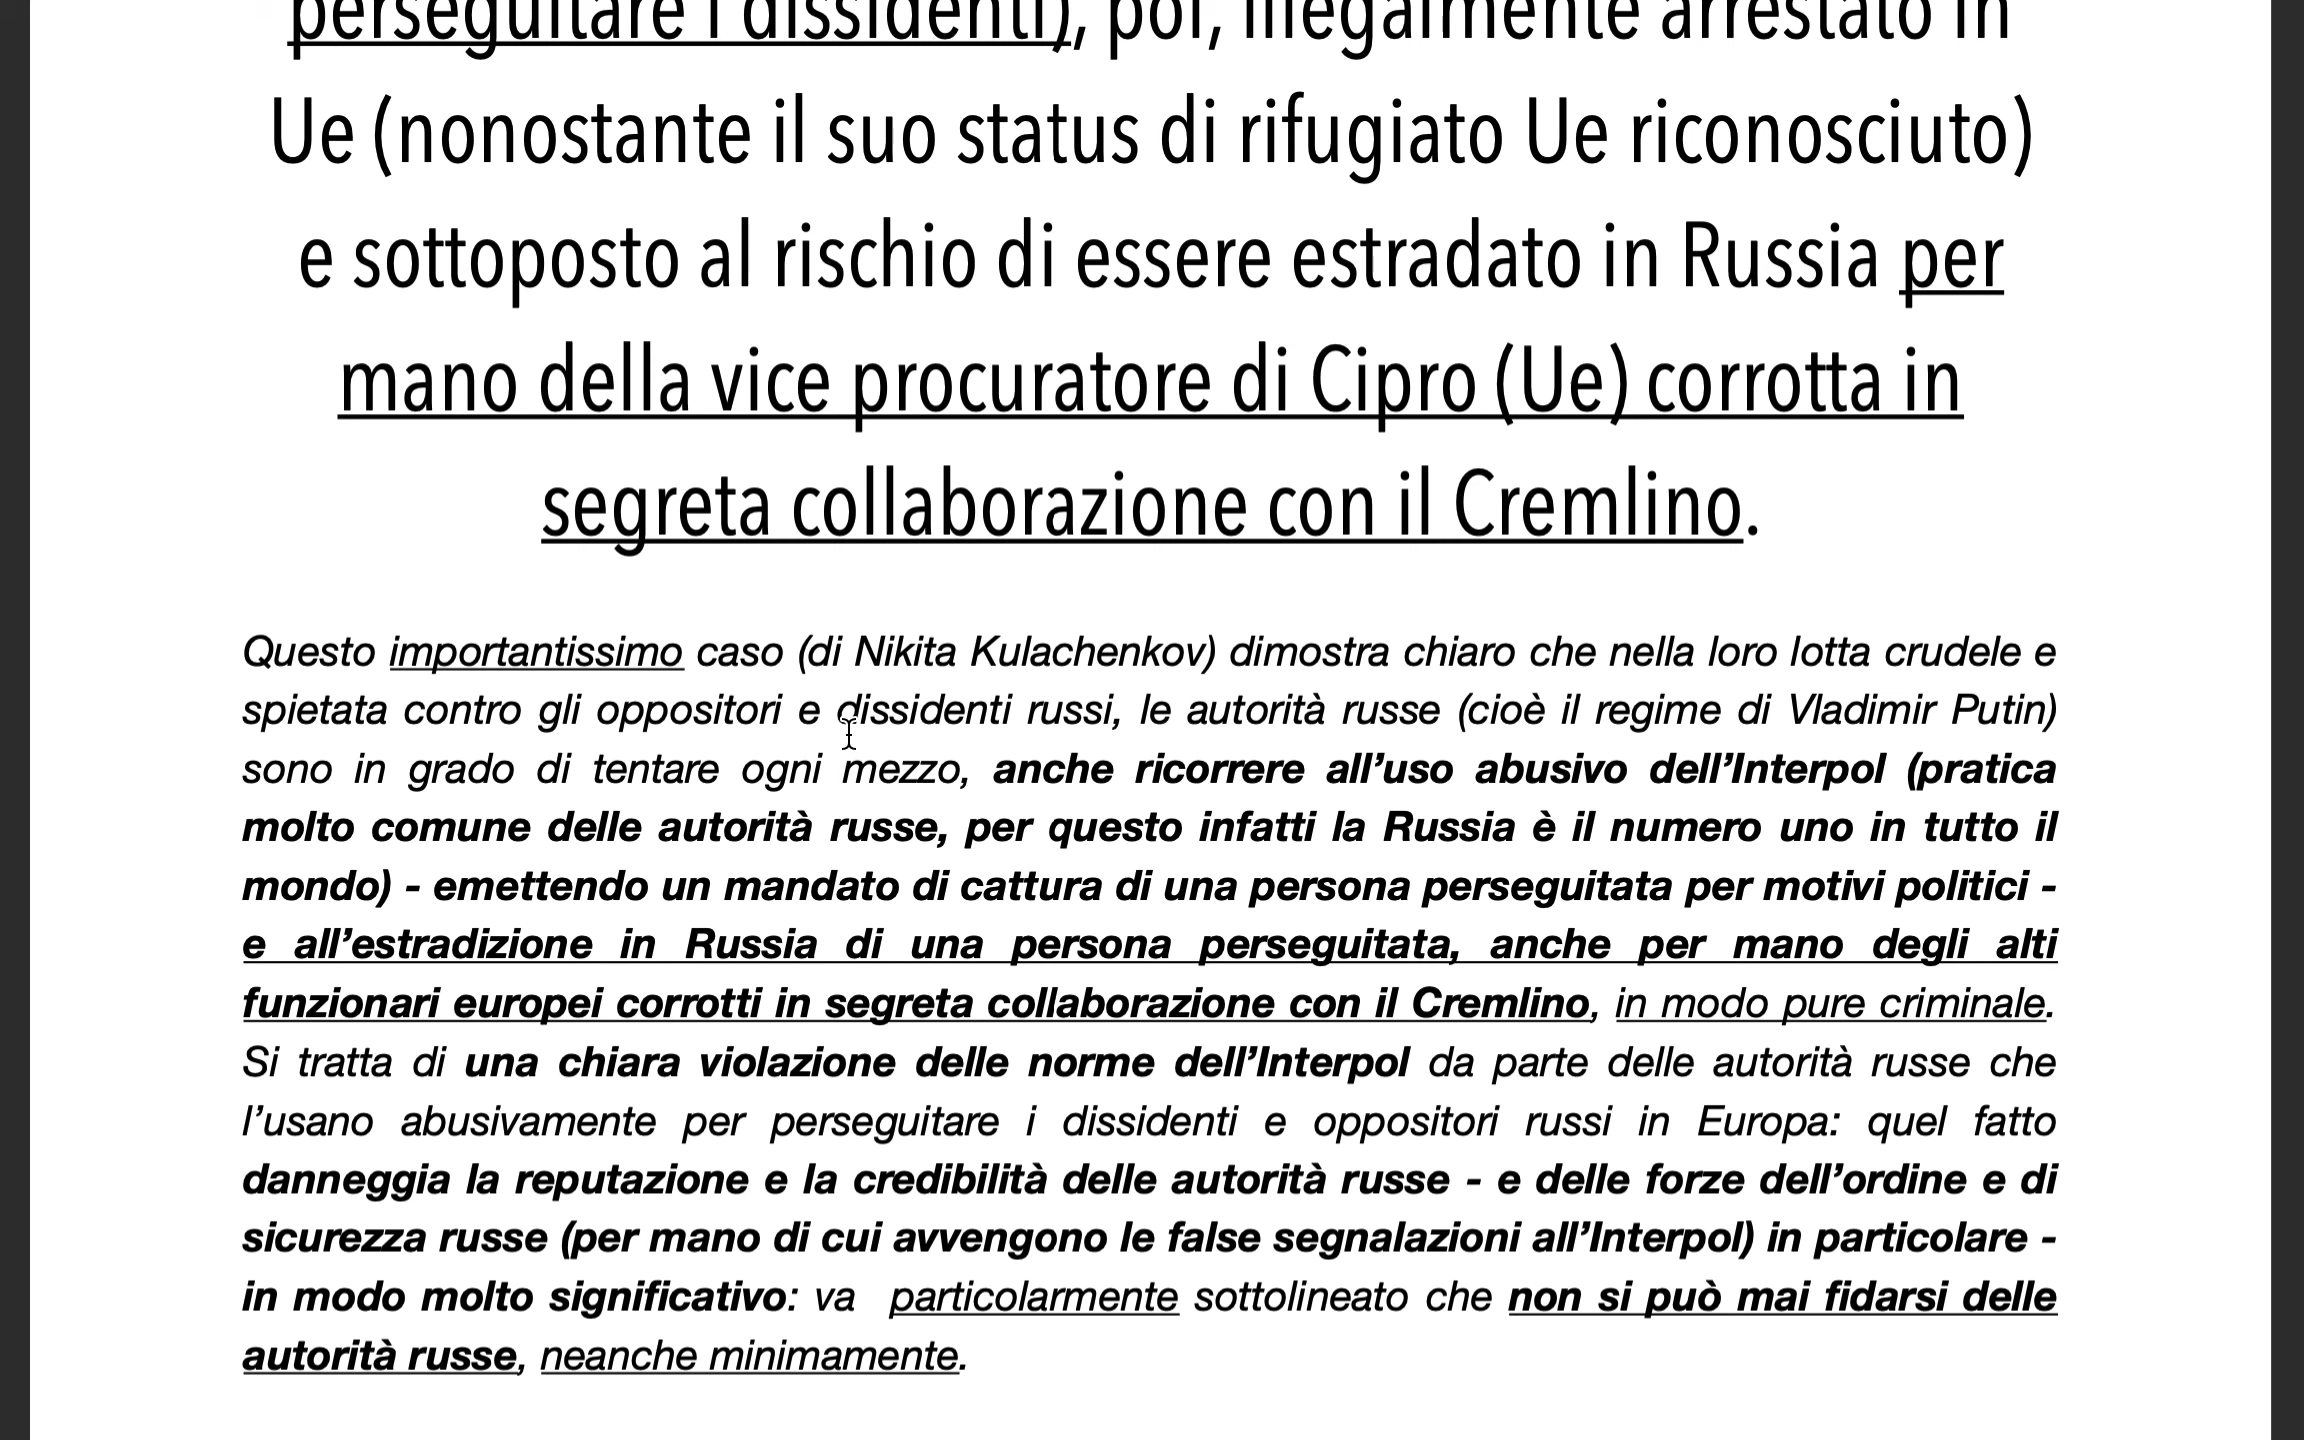 perseguitare i dissidenti), poi, illegalmente arrestato in
Ue (nonostante il suo status di rifugiato Ue riconosciuto)
e sottoposto al rischio di essere estradato in Russia per
mano della vice procuratore di Cipro (Ue) corrotta in
segreta collaborazione con il Cremlino.
Questo importantissimo caso (di Nikita Kulachenkov) dimostra chiaro che nella loro lotta crudele e
spietata contro gli oppositori e dissidenti russi, le autorità russe (cioè il regime di Vladimir Putin)
sono in grado di tentare ogni mezzo, anche ricorrere all’uso abusivo dell’Interpol (pratica
molto comune delle autorità russe, per questo infatti la Russia è il numero uno in tutto il
mondo) - emettendo un mandato di cattura di una persona perseguitata per motivi politici -
e all’estradizione in Russia di una persona perseguitata, anche per mano degli alti
funzionari europei corrotti in segreta collaborazione con il Cremlino, in modo pure criminale.
Si tratta di una chiara violazione delle norme dell’Interpol da parte delle autorità russe che
l’usano abusivamente per perseguitare i dissidenti e oppositori russi in Europa: quel fatto
danneggia la reputazione e la credibilità delle autorità russe - e delle forze dell’ordine e di
sicurezza russe (per mano di cui avvengono le false segnalazioni all’Interpol) in particolare -
in modo molto significativo: va particolarmente sottolineato che non si può mai fidarsi delle
autorità russe, neanche minimamente.